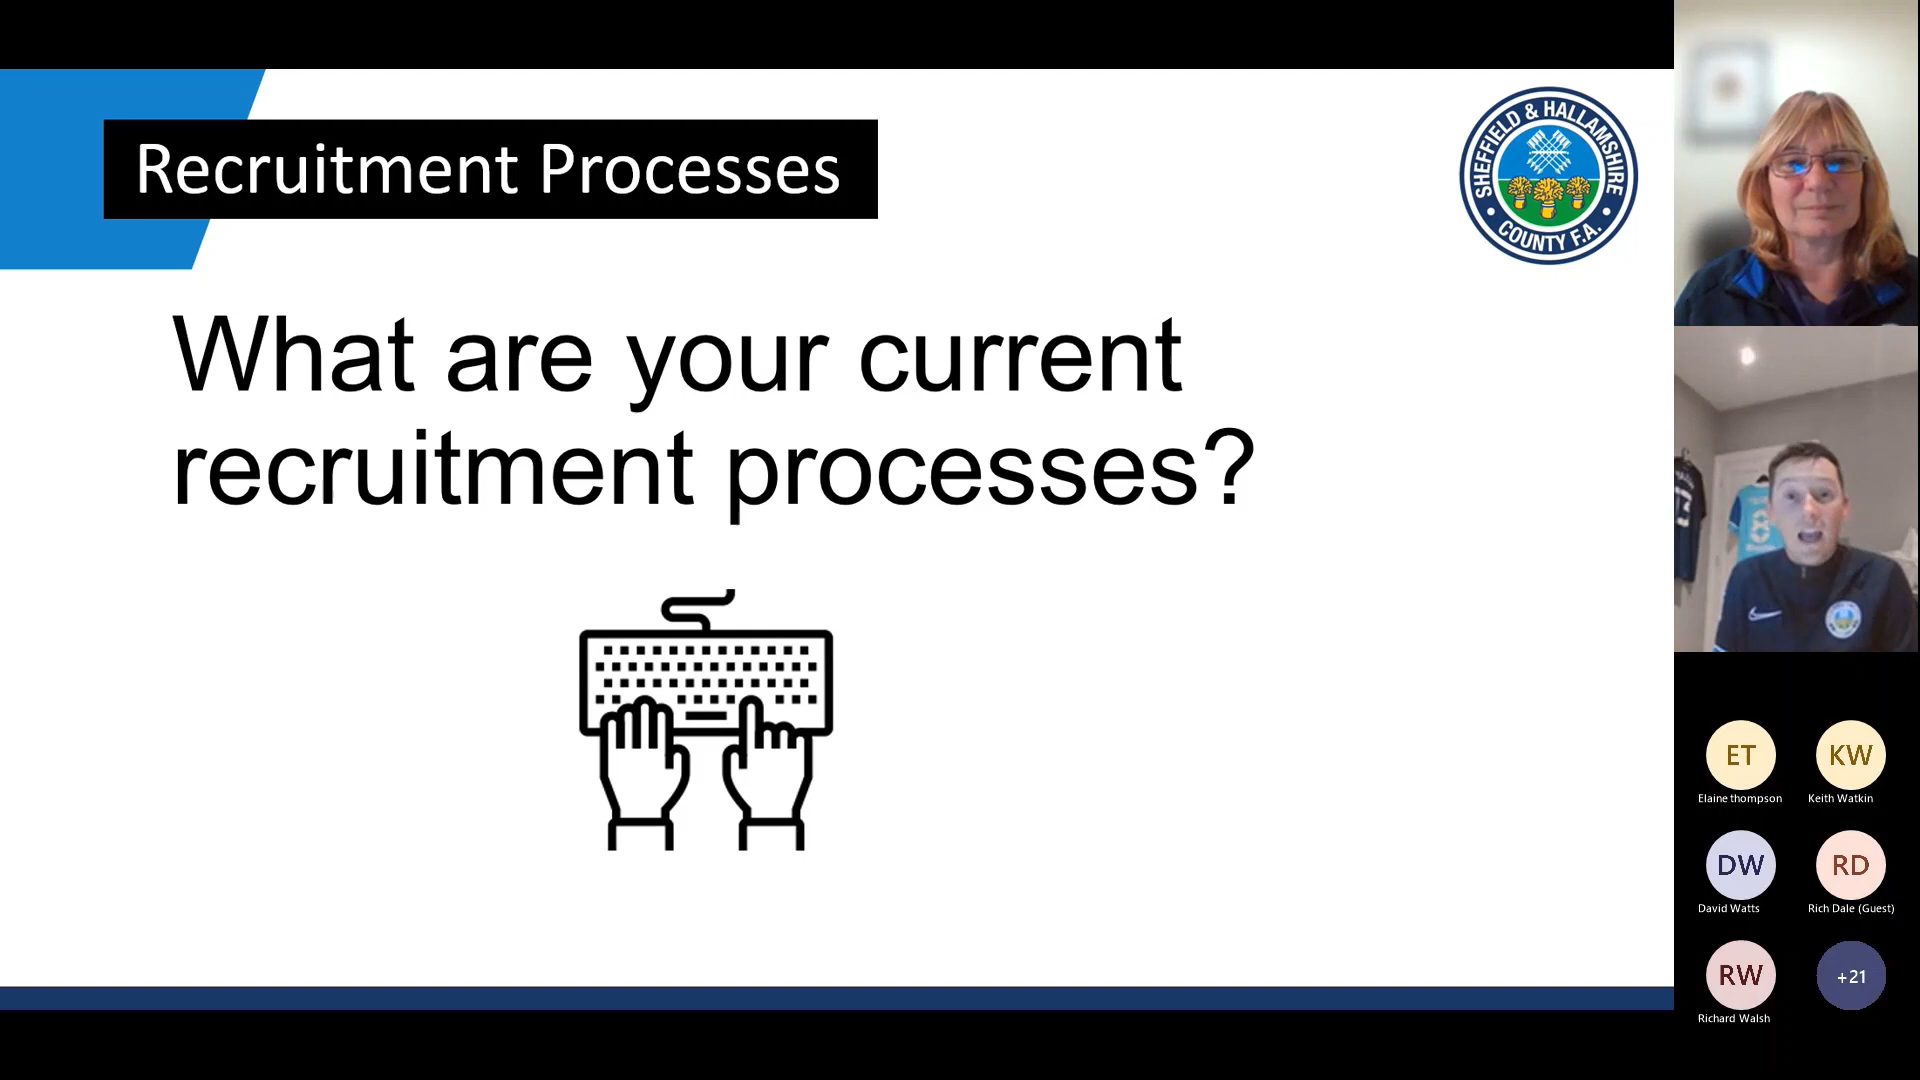 Recruitment Processes
SHEFFIELD & HALLAMSHIRE
COUNTY F.A.
What are your current
recruitment processes?
ET
KW
Elaine thompson
Keith Watkin
DW
RD
David Watts
Rich Dale (Guest)
RW
+21
Richard Walsh